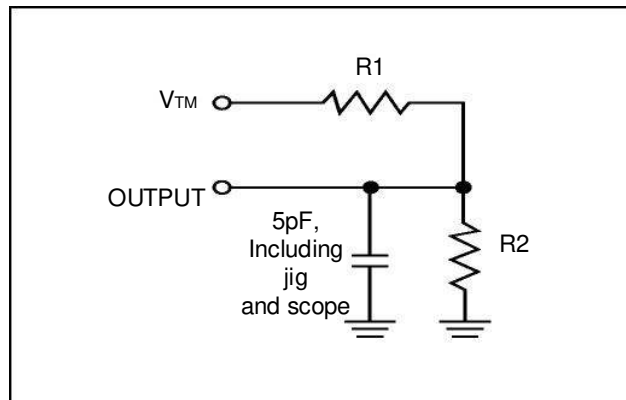 R1
VTM
OUTPUT
5pF,
Including
jig
and scope
R2